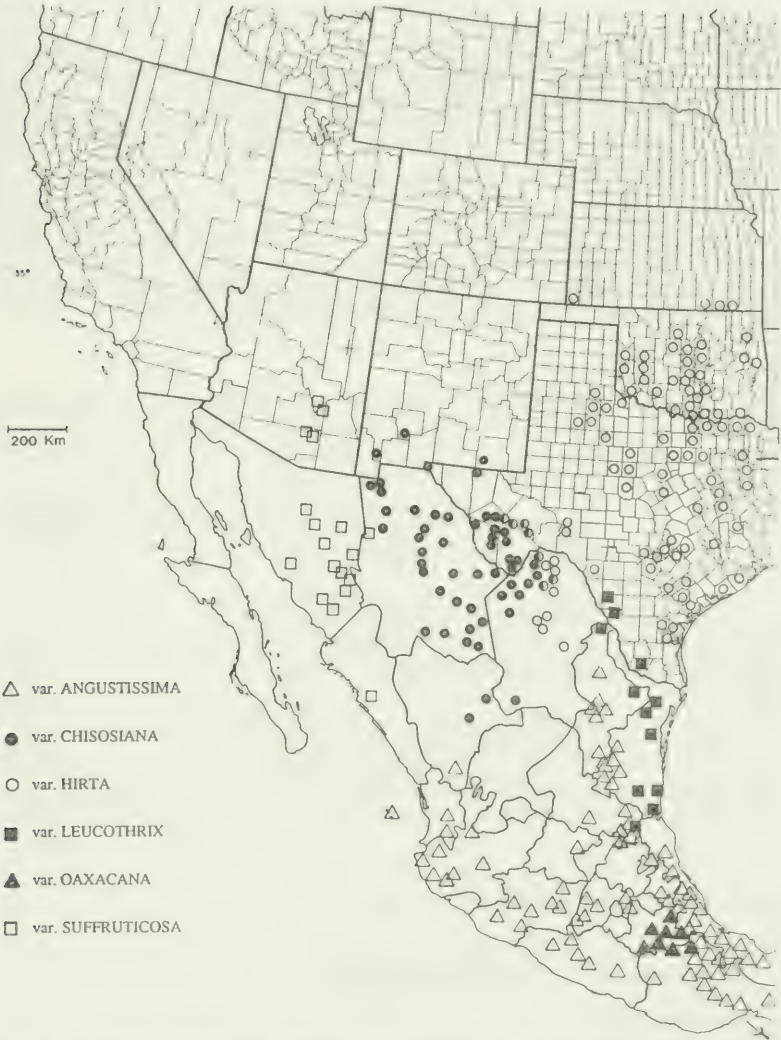 35°
200 Km
var. ANGUSTISSIMA
var. CHISOSIANA
var. HIRTA
var. LEUCOTHRIX
var. OAXACANA
var. SUFFRUTICOSA